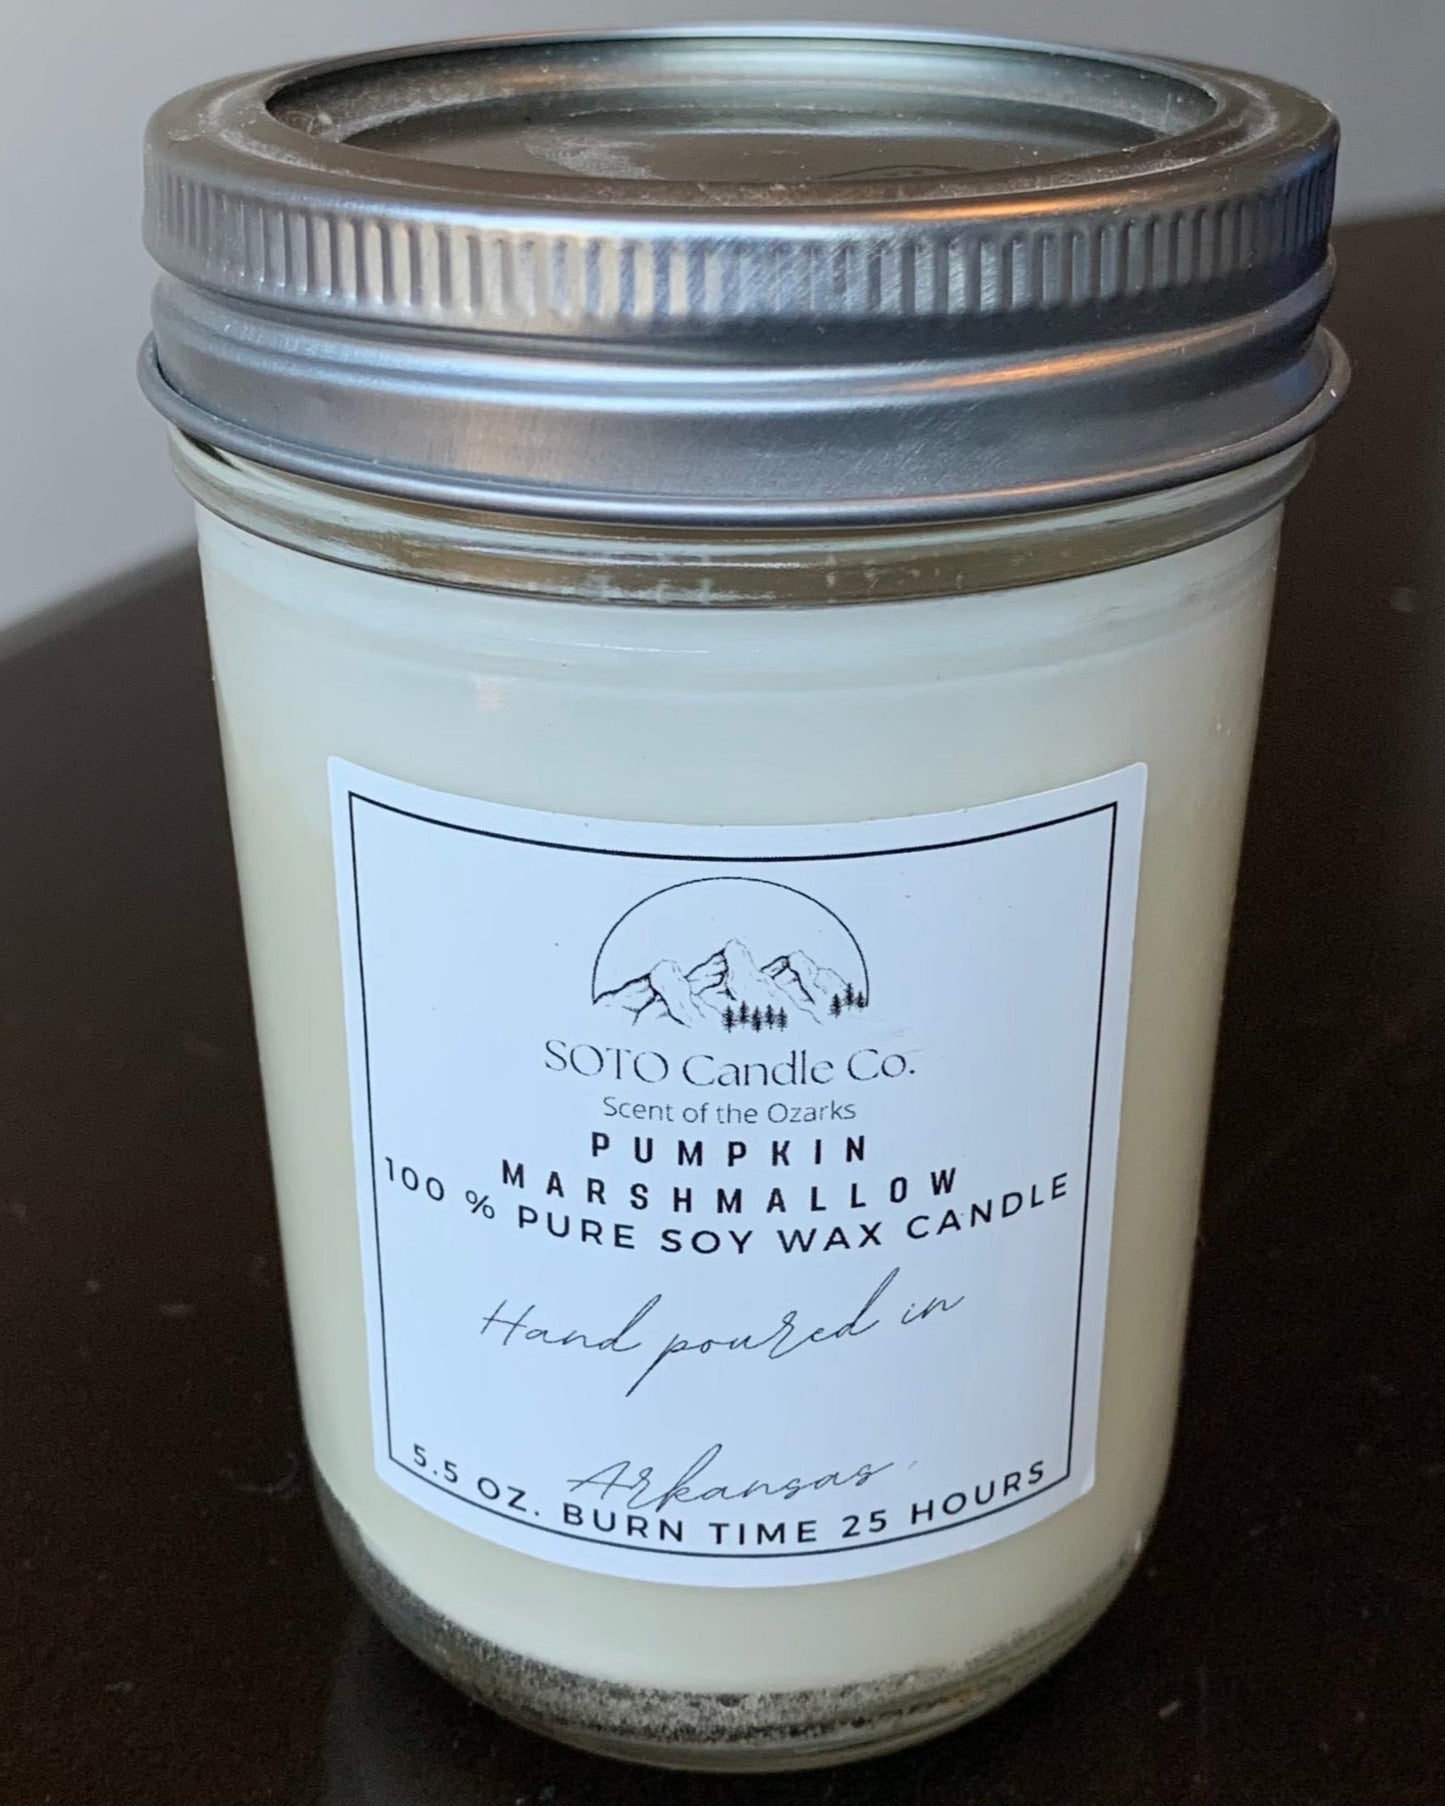 SOTO Candle Co.
Scent of the Ozarks
PUMPKIN
MARSHMALLOW
100 % PURE SOY WAX CANDLE
Hand poured in
Arkansas
5.5 OZ. BURN TIME 25 HOURS